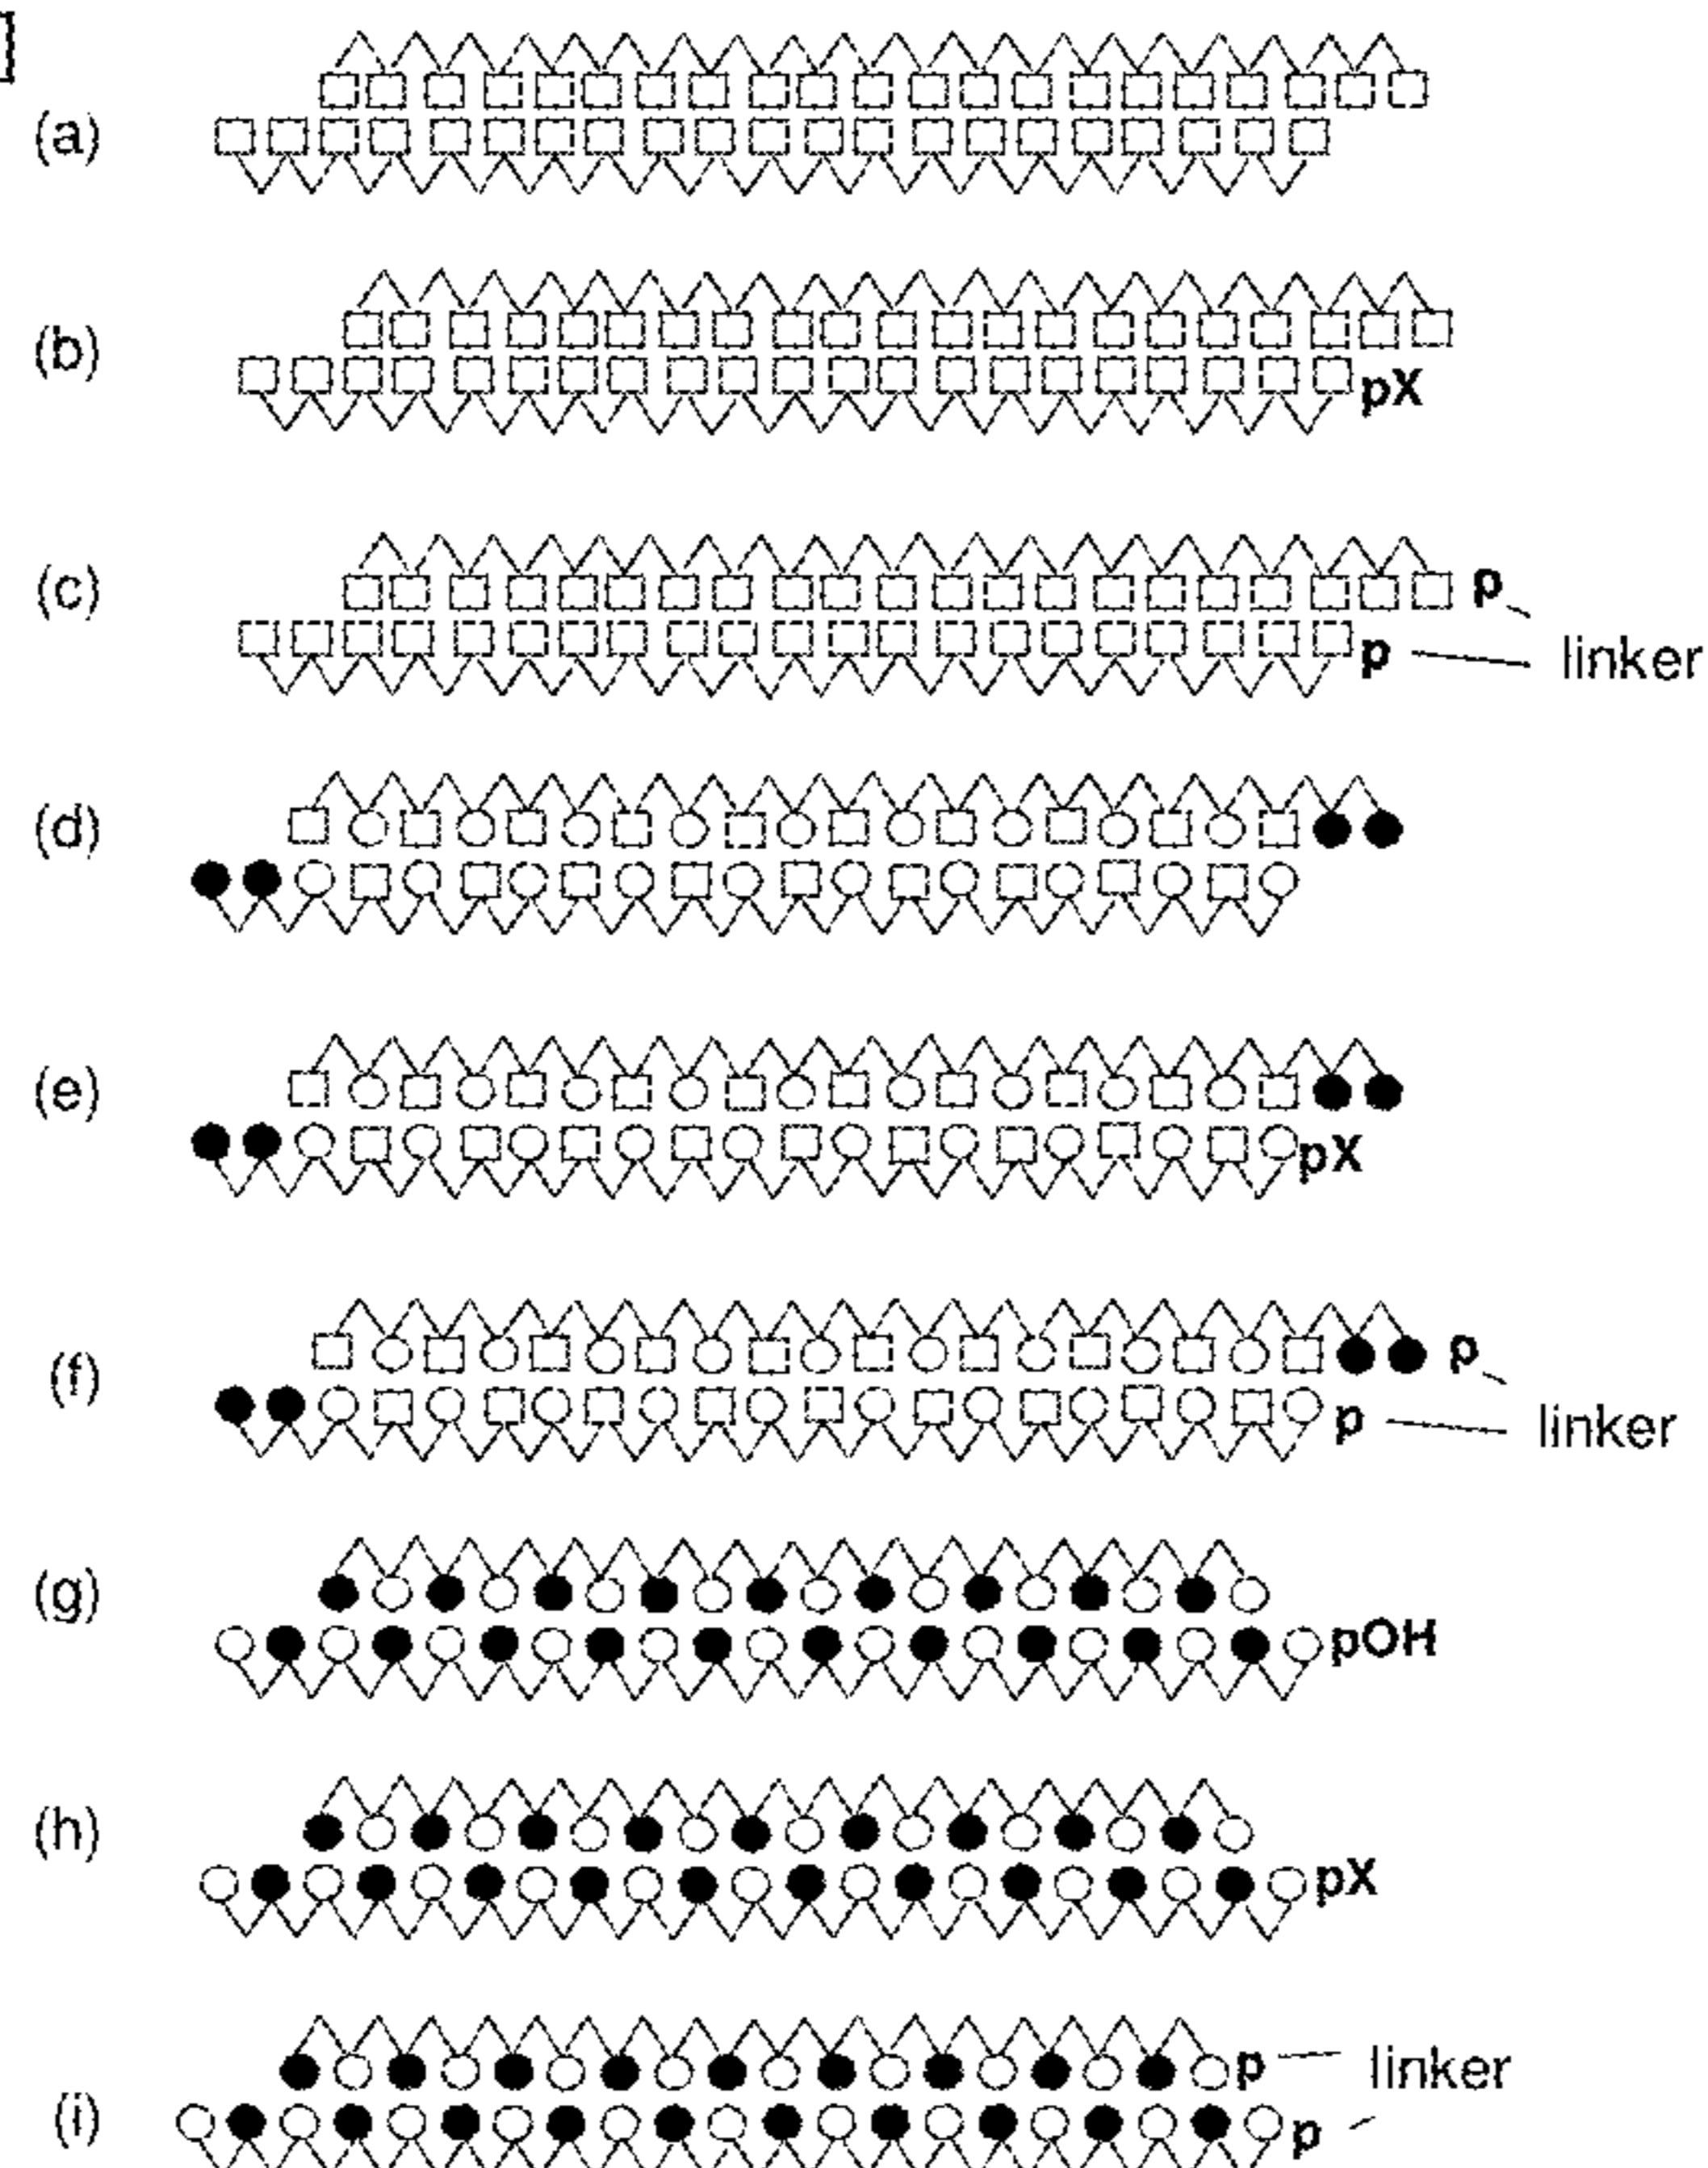 ]
(a)
(b)
pX
(c)
p
p
linker
(d)
(e)
pX
(f)
p
p
linker
(g)
pOH
(h)
pX
(i)
p
linker
p